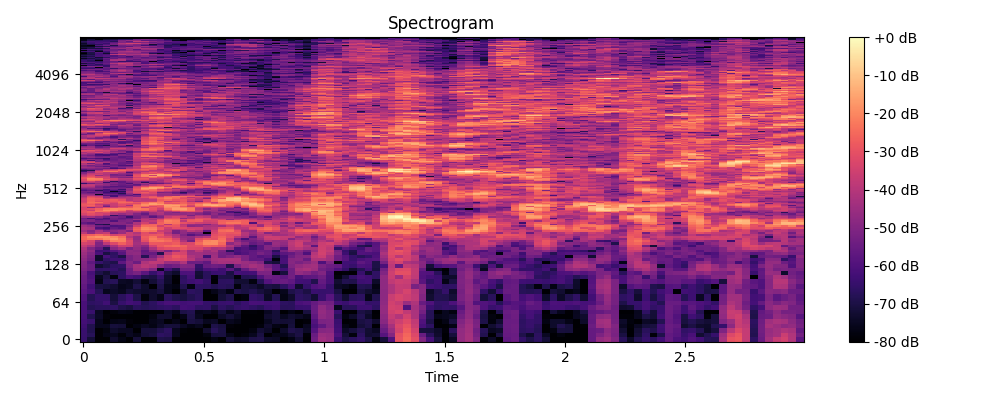 Spectrogram
Hz
4096
2048
1024
512
256
128
64
0
0
0.5
1
1.5
2
2.5
Time
+0 dB
-10 dB
-20 dB
-30 dB
-40 dB
-50 dB
-60 dB
-70 dB
-80 dB